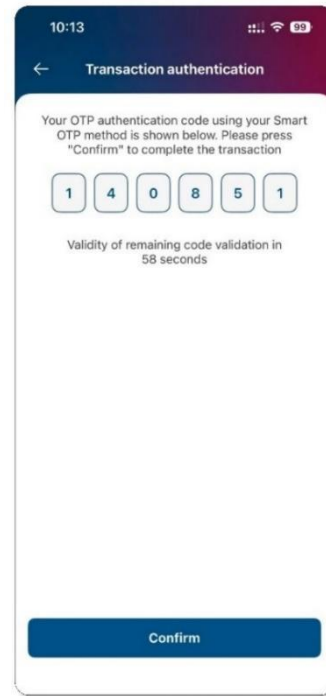 10:13
99
Transaction authentication
Your OTP authentication code using your Smart
OTP method is shown below. Please press
"Confirm" to complete the transaction
1 4 0 8 5 1
Validity of remaining code validation in
58 seconds
Confirm